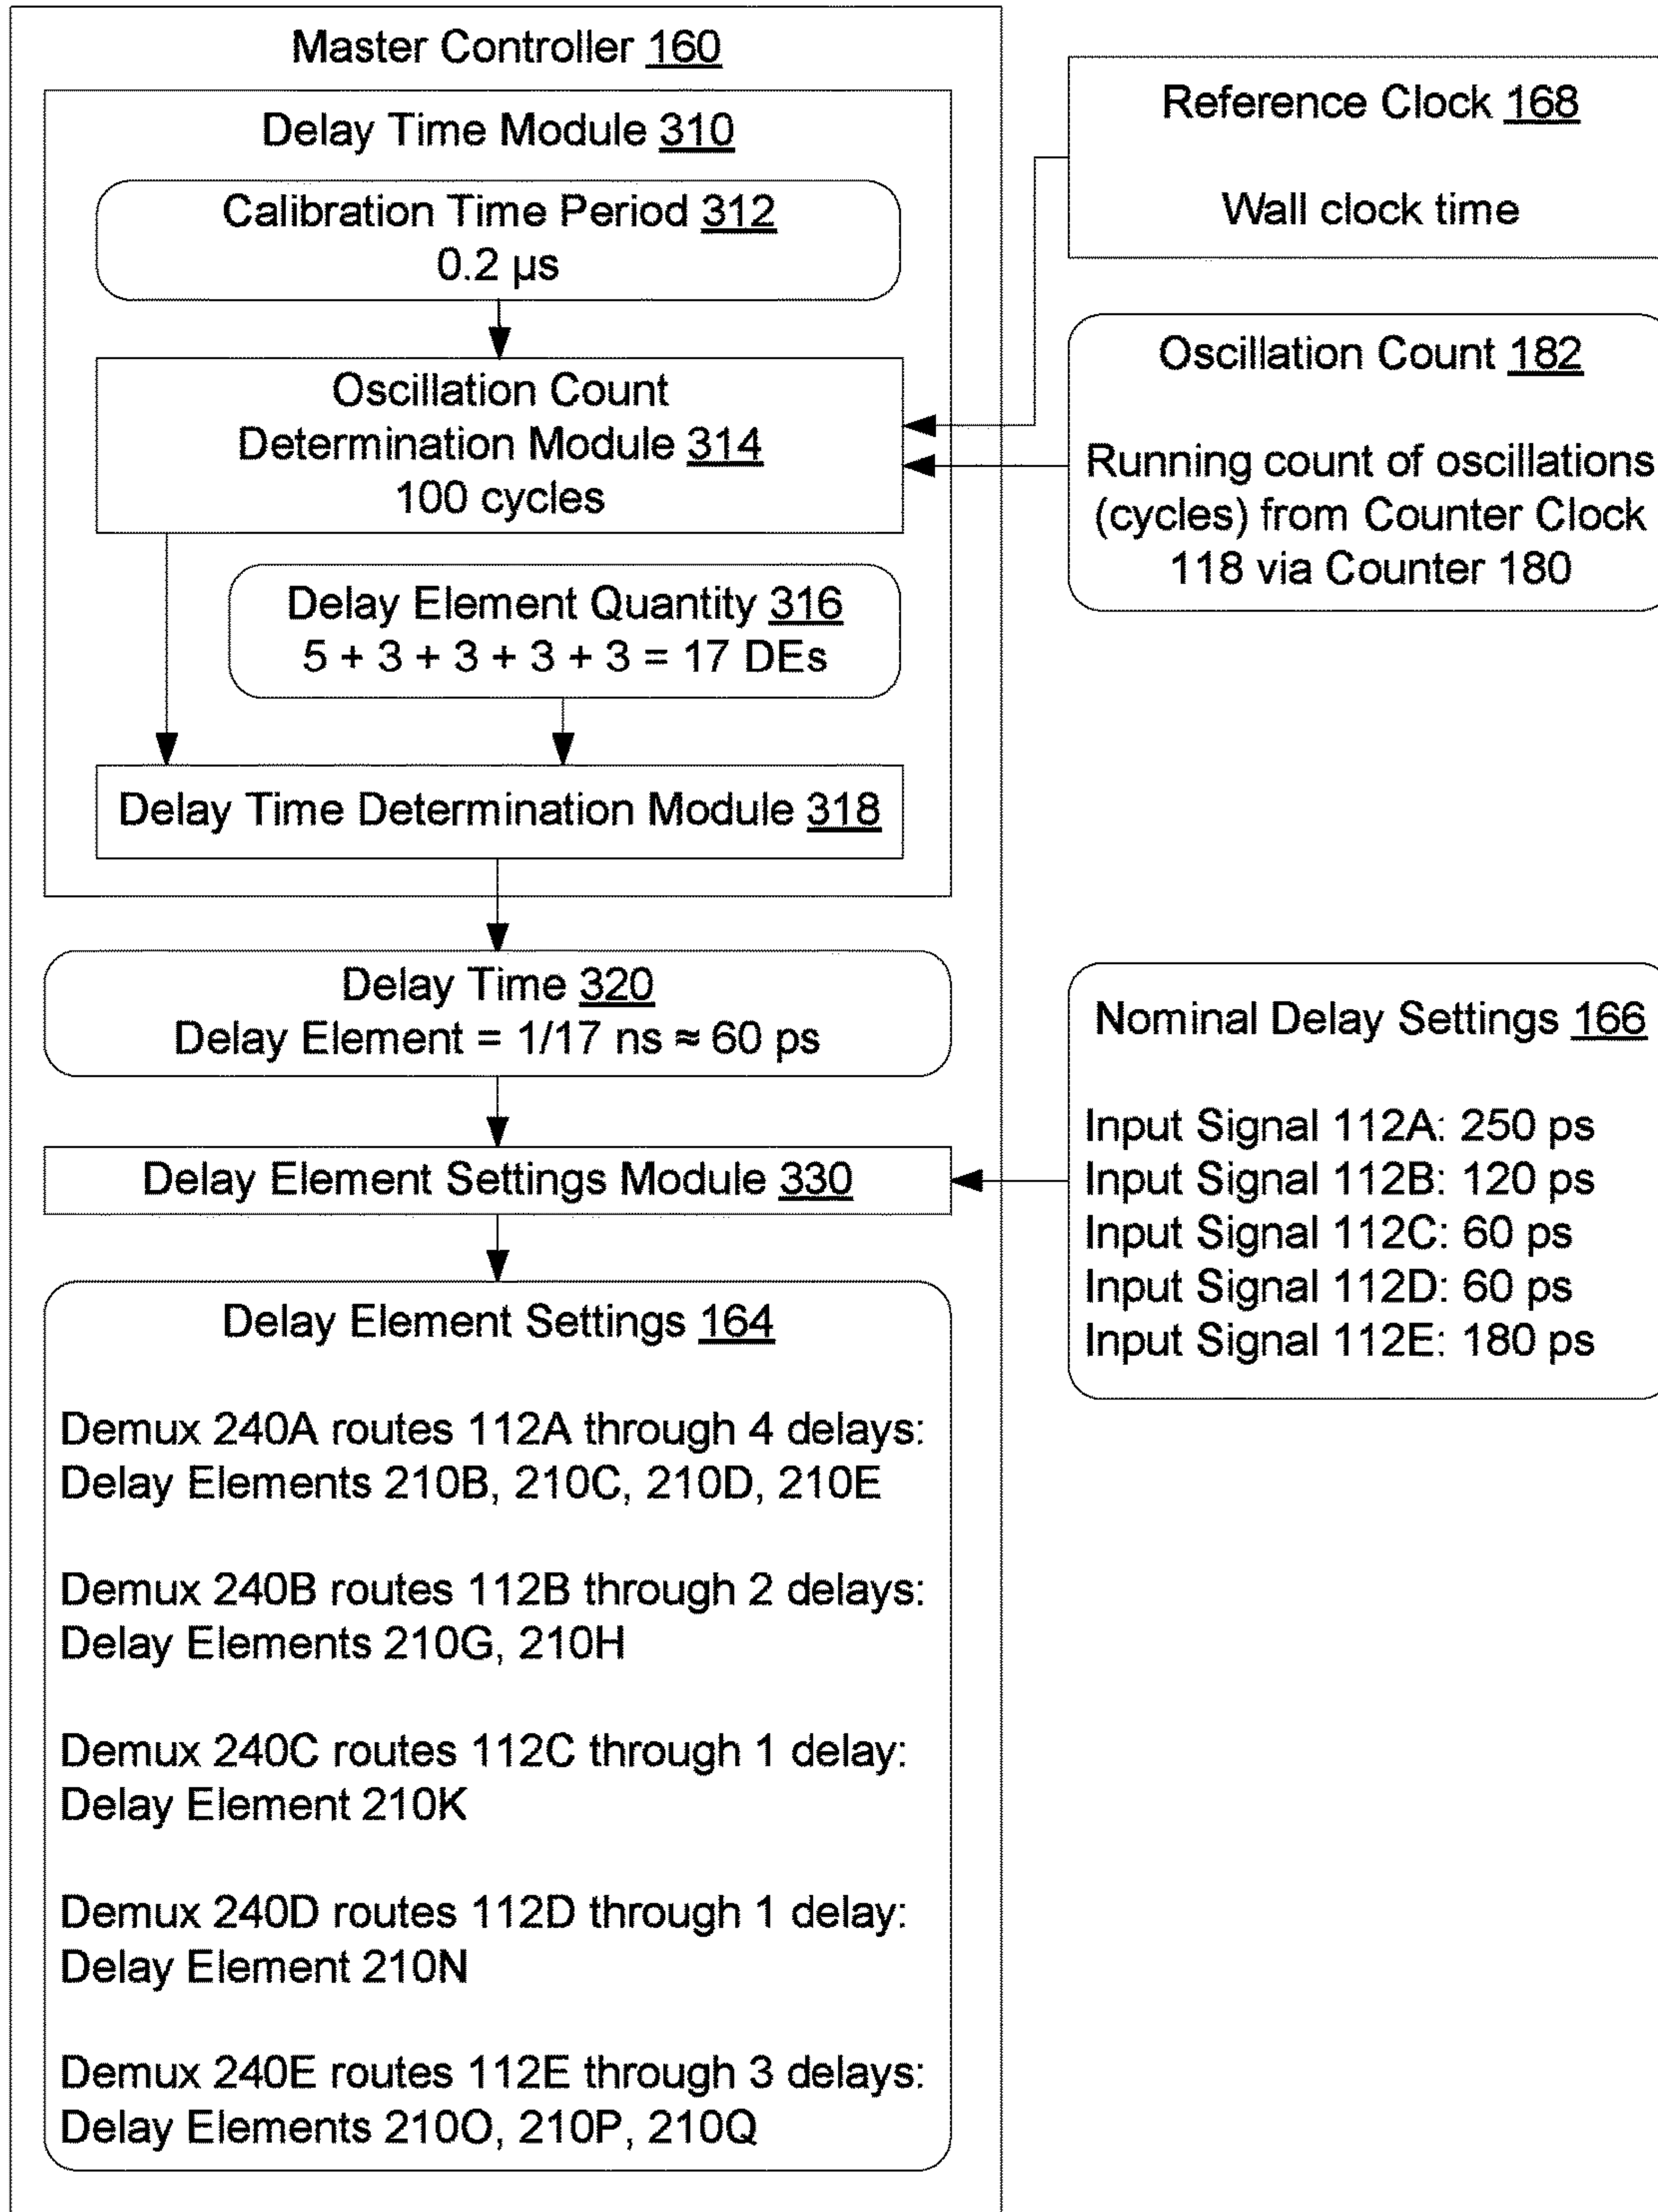 Master Controller 160
Delay Time Module 310
Calibration Time Period 312
0.2 µs
Oscillation Count
Determination Module 314
100 cycles
Delay Element Quantity 316
5 + 3 + 3 + 3 + 3 = 17 DEs
Delay Time Determination Module 318
Delay Time 320
Delay Element = 1/17 ns ≈ 60 ps
Delay Element Settings Module 330
Delay Element Settings 164
Demux 240A routes 112A through 4 delays:
Delay Elements 210B, 210C, 210D, 210E
Demux 240B routes 112B through 2 delays:
Delay Elements 210G, 210H
Demux 240C routes 112C through 1 delay:
Delay Element 210K
Demux 240D routes 112D through 1 delay:
Delay Element 210N
Demux 240E routes 112E through 3 delays:
Delay Elements 210O, 210P, 210Q
Reference Clock 168
Wall clock time
Oscillation Count 182
Running count of oscillations
(cycles) from Counter Clock
118 via Counter 180
Nominal Delay Settings 166
Input Signal 112A: 250 ps
Input Signal 112B: 120 ps
Input Signal 112C: 60 ps
Input Signal 112D: 60 ps
Input Signal 112E: 180 ps